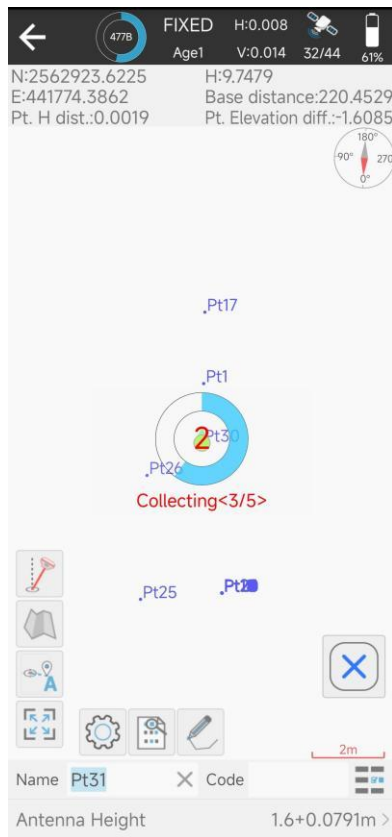 FIXED H:0.008
477B
Age1 V:0.014 32/44 61%
N:2562923.6225 H:9.7479
E:441774.3862 Base distance:220.4529
Pt. H dist.:0.0019 Pt. Elevation diff.:-1.6085
180°
-90° 270
0°
Pt17
Pt1
2
Pt30
Pt26
Collecting<3/5>
Pt25
A
2m
Name Pt31 Code
Antenna Height 1.6+0.0791m